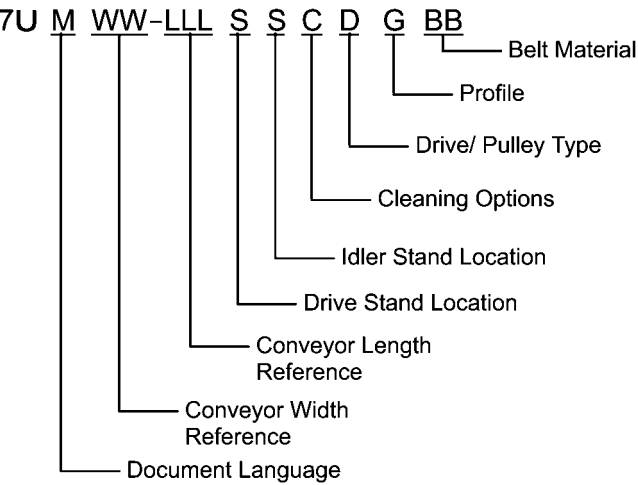 7U M WW-LLL S S C D G BB
Belt Material
Profile
Drive/ Pulley Type
Cleaning Options
Idler Stand Location
Drive Stand Location
Conveyor Length
Reference
Conveyor Width
Reference
Document Language